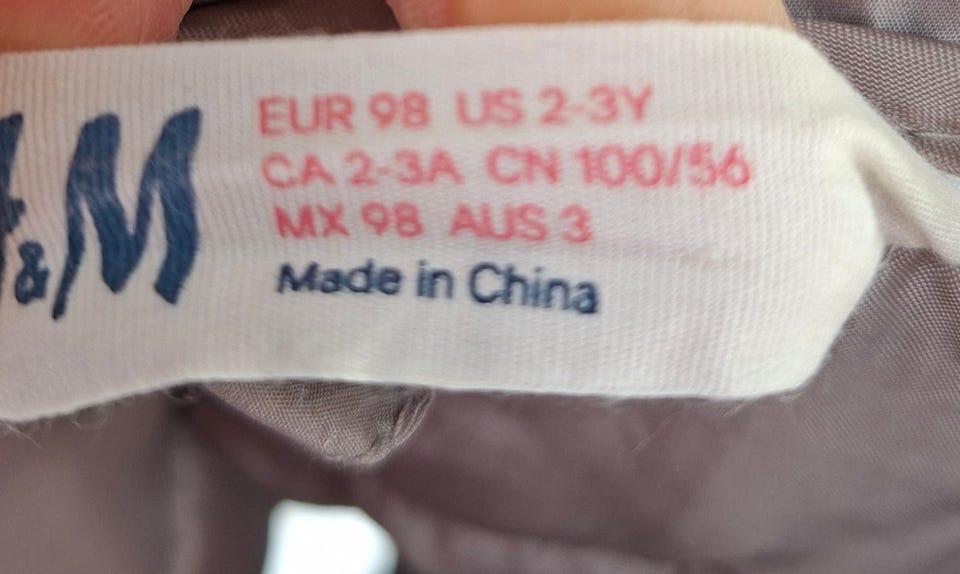 H&M
EUR 98 US 2-3Y
CA 2-3A CN 100/56
MX 98 AUS 3
Made in China